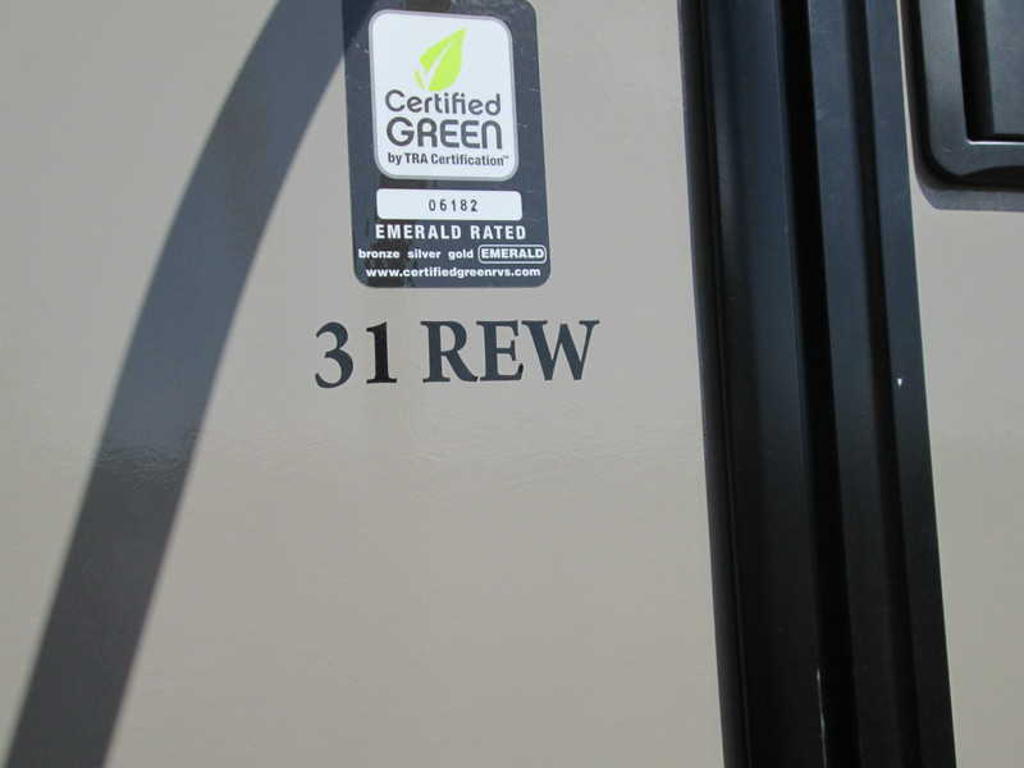 Certified
GREEN
by TRA Certification™
06182
EMERALD RATED
bronze silver gold EMERALD
www.certifiedgreenrvs.com
31 REW